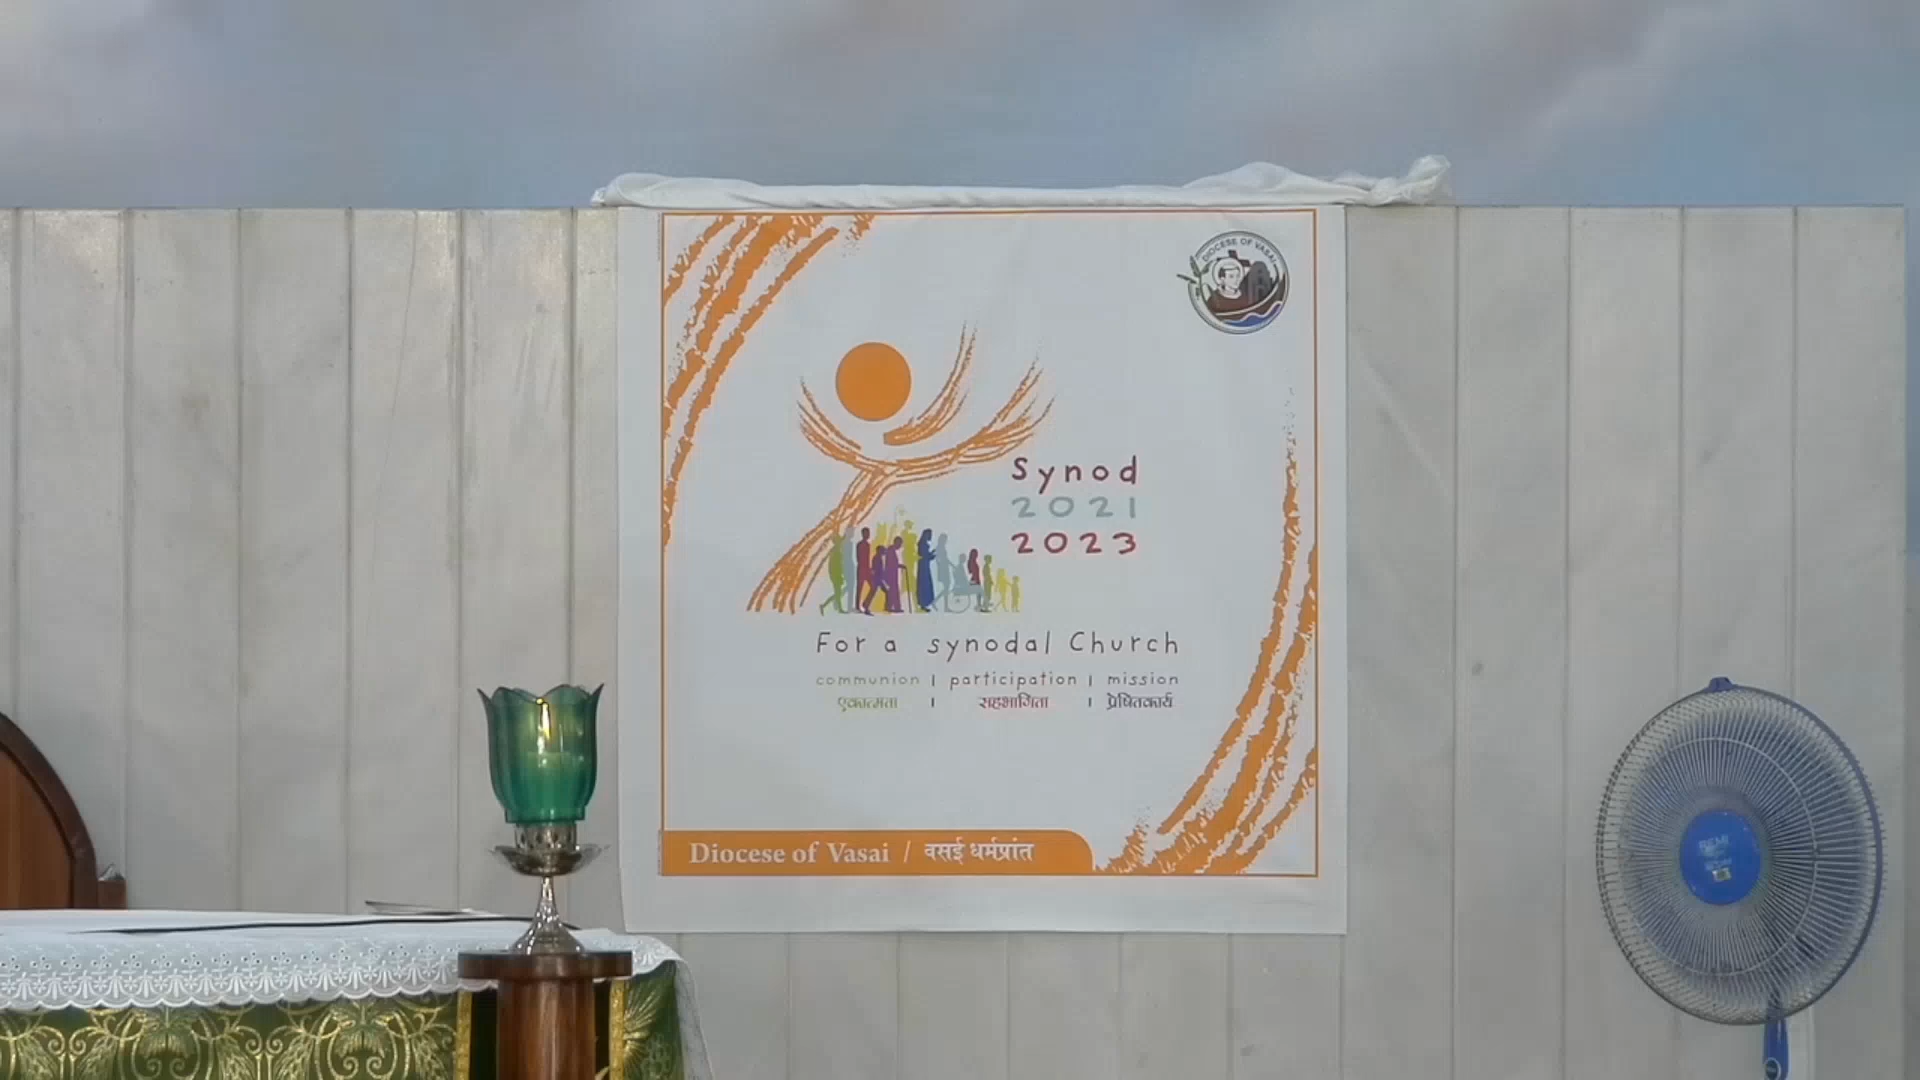 DIOCESE OF VASAI
Synod
2021
2023
For a synodal Church
communion | participation | mission
एकात्मता | सहभागिता | प्रेषितकार्य
Diocese of Vasai / वसई धर्मप्रांत